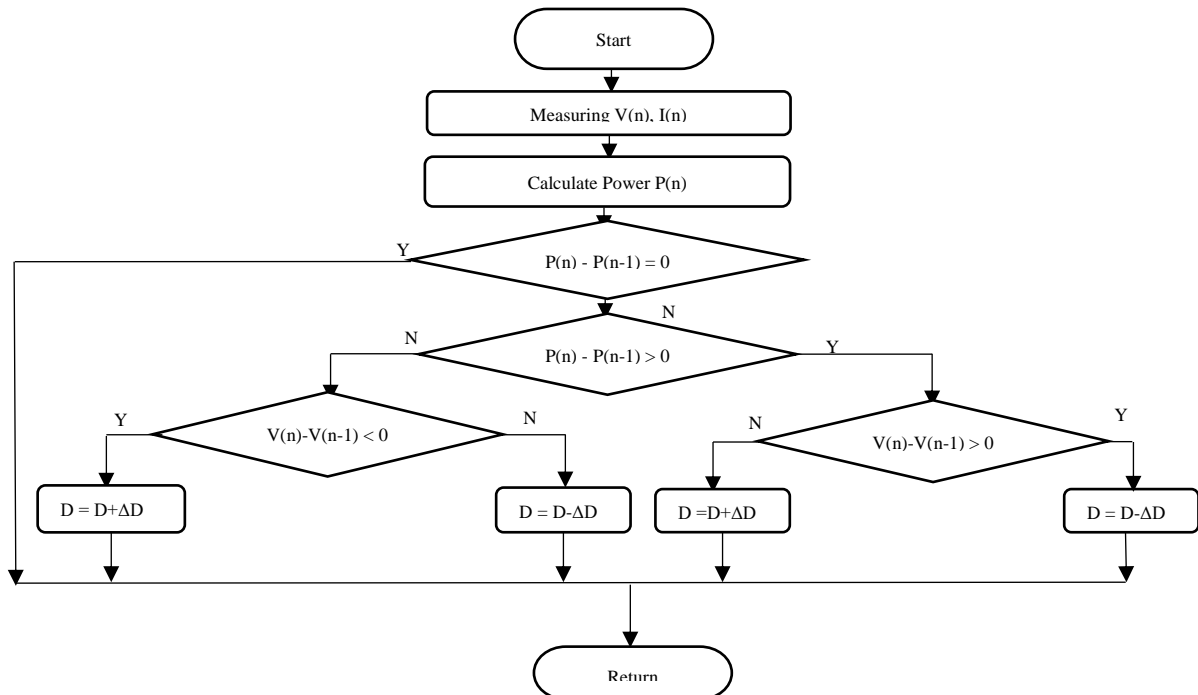 Start
Measuring V(n), I(n)
Calculate Power P(n)
Y
P(n) - P(n-1) = 0
N
N
P(n) - P(n-1) > 0
Y
Y
V(n)-V(n-1) < 0
N
N
V(n)-V(n-1) > 0
Y
D = D+ΔD
D = D-ΔD
D =D+ΔD
D = D-ΔD
Return